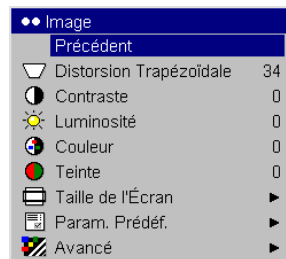 Image
Précédent
Distorsion Trapézoïdale 34
Contraste 0
Luminosité 0
Couleur 0
Teinte 0
Taille de l'Écran
Param. Prédéf.
Avancé